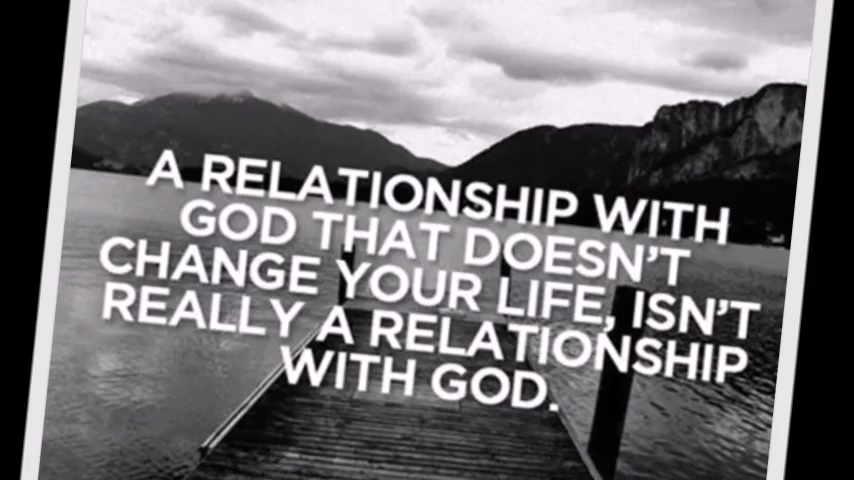 A RELATIONSHIP WITH
GOD THAT DOESN'T
CHANGE YOUR LIFE, ISN'T
REALLY A RELATIONSHIP
WITH GOD.